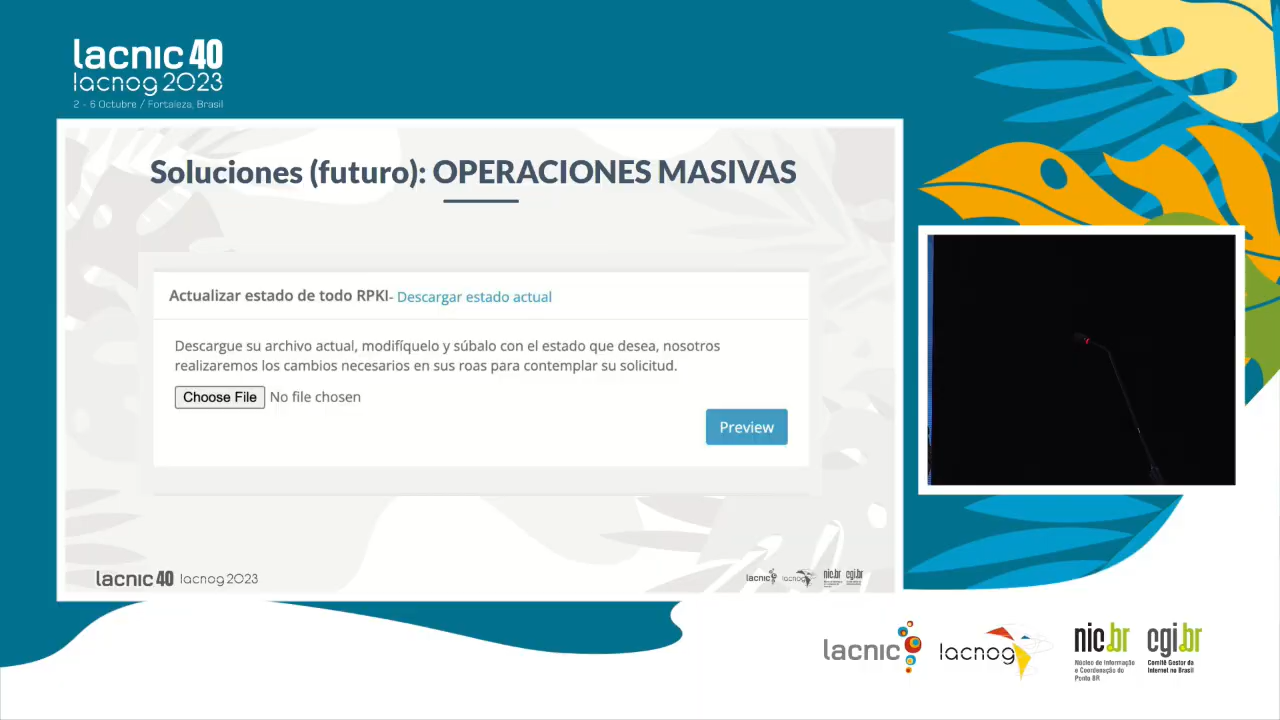 lacnic 40
lacnog 2023
2 - 6 Octubre / Fortaleza, Brasil
Soluciones (futuro): OPERACIONES MASIVAS
Actualizar estado de todo RPKI- Descargar estado actual
Descargue su archivo actual, modifíquelo y súbalo con el estado que desea, nosotros
realizaremos los cambios necesarios en sus roas para contemplar su solicitud.
Choose File No file chosen
Preview
lacnic 40 lacnog 2023
lacnic lacnog nic.br cgi.br
lacnic lacnog nic.br cgi.br
Núcleo de Informação
e Coordenação do
Ponto BR
Comitê Gestor da
Internet no Brasil